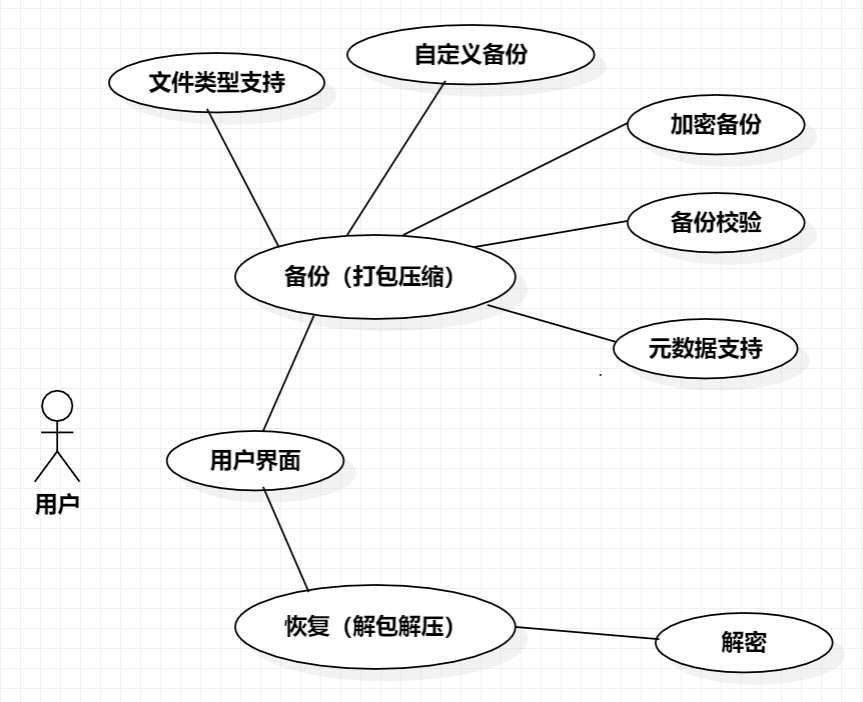 自定义备份
文件类型支持
加密备份
备份校验
备份（打包压缩）
元数据支持
用户界面
用户
恢复（解包解压）
解密